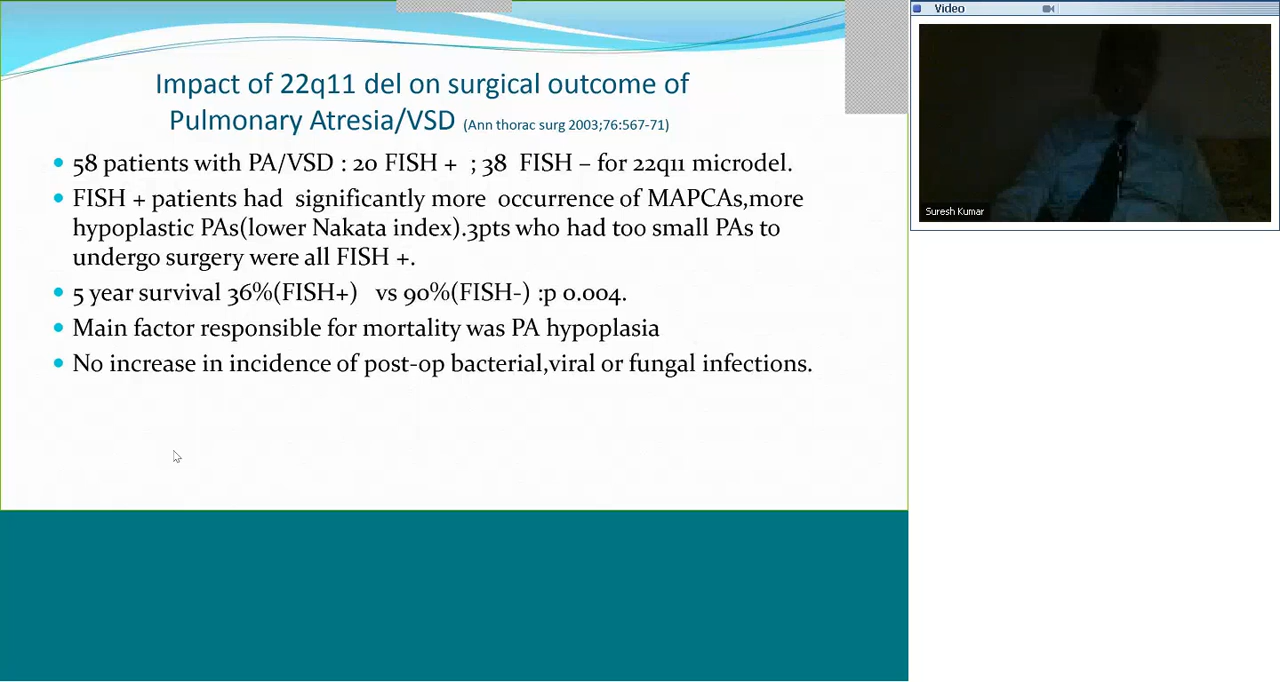 Impact of 22q11 del on surgical outcome of
Pulmonary Atresia/VSD (Ann thorac surg 2003;76:567-71)
• 58 patients with PA/VSD : 20 FISH + ; 38 FISH – for 22q11 microdel.
• FISH + patients had significantly more occurrence of MAPCAs,more
hypoplastic PAs(lower Nakata index).3pts who had too small PAs to
undergo surgery were all FISH +.
• 5 year survival 36%(FISH+) vs 90%(FISH-) :p 0.004.
• Main factor responsible for mortality was PA hypoplasia
• No increase in incidence of post-op bacterial,viral or fungal infections.
Video
Suresh Kumar